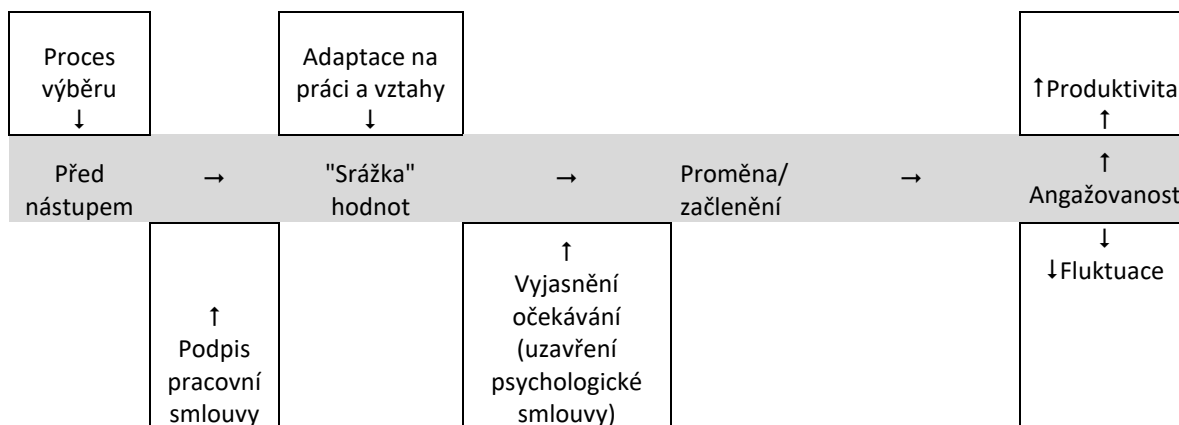 Proces
výběru
↓
Adaptace na
práci a vztahy
↓
↑Produktivita
↑
Před
nástupem
→
"Srážka"
hodnot
→
Proměna/
začlenění
→
↑
Angažovanost
↑
Podpis
pracovní
smlouvy
↑
Vyjasnění
očekávání
(uzavření
psychologické
smlouvy)
↓
↓Fluktuace